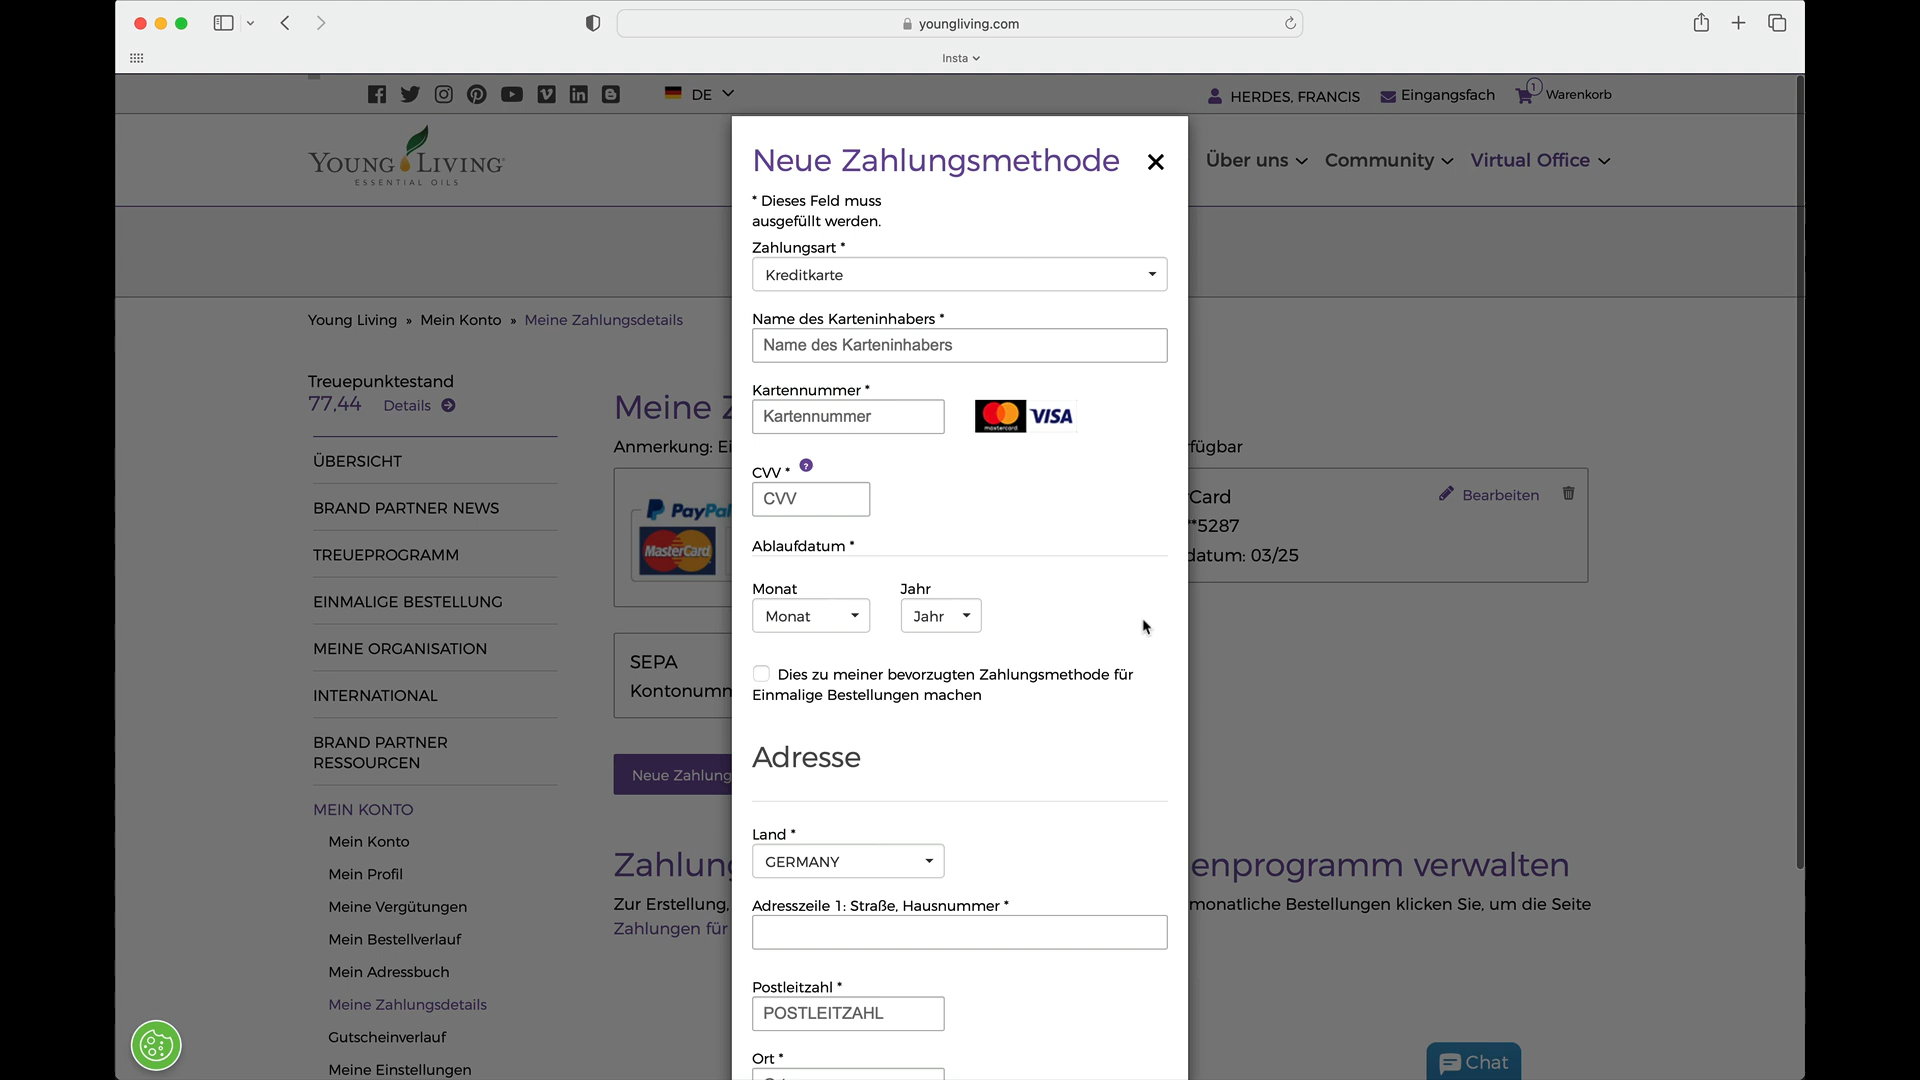 youngliving.com
Insta
DE
HERDES, FRANCIS
Eingangsfach
1
Warenkorb
YOUNG LIVING
ESSENTIAL OILS
Über uns
Community
Virtual Office
Young Living » Mein Konto » Meine Zahlungsdetails
Treuepunktestand
77,44 Details
ÜBERSICHT
BRAND PARTNER NEWS
TREUEPROGRAMM
EINMALIGE BESTELLUNG
MEINE ORGANISATION
INTERNATIONAL
BRAND PARTNER
RESSOURCEN
MEIN KONTO
Mein Konto
Mein Profil
Meine Vergütungen
Mein Bestellverlauf
Mein Adressbuch
Meine Zahlungsdetails
Gutscheinverlauf
Meine Einstellungen
Meine
Anmerkung:
rfügbar
PayPal
MasterCard
Card
**5287
datum: 03/25
Bearbeiten
SEPA
Kontonumm
Neue Zahlung
Zahlung
enprogramm verwalten
Zur Erstellung,
monatliche Bestellungen klicken Sie, um die Seite
Zahlungen für
Neue Zahlungsmethode
* Dieses Feld muss
ausgefüllt werden.
Zahlungsart *
Kreditkarte
Name des Karteninhabers *
Name des Karteninhabers
Kartennummer *
Kartennummer
mastercard
VISA
CVV * ?
CVV
Ablaufdatum *
Monat Jahr
Monat Jahr
Dies zu meiner bevorzugten Zahlungsmethode für
Einmalige Bestellungen machen
Adresse
Land *
GERMANY
Adresszeile 1: Straße, Hausnummer *
Postleitzahl *
POSTLEITZAHL
Ort *
Chat